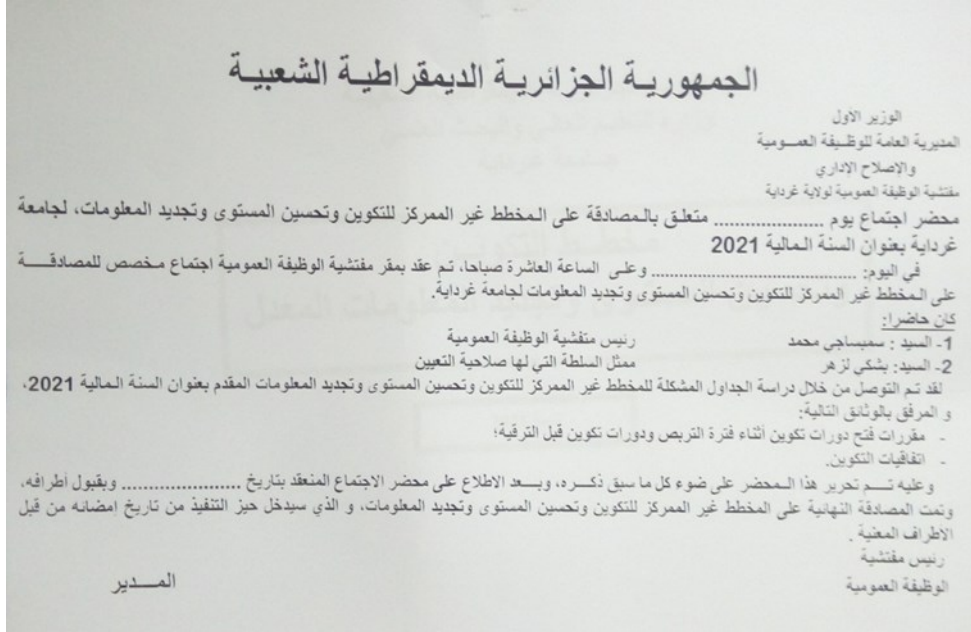 الجمهورية الجزائرية الديمقراطية الشعبية
الوزير الأول
المديرية العامة للوظيفة العمومية
والإصلاح الإداري
مفتشية الوظيفة العمومية لولاية غرداية
محضر اجتماع يوم ..................... متعلق بالمصادقة على المخطط غير الممركز للتكوين وتحسين المستوى وتجديد المعلومات، لجامعة
غرداية بعنوان السنة المالية 2021
في اليوم: ........................................ وعلى الساعة العاشرة صباحا، تم عقد بمقر مفتشية الوظيفة العمومية اجتماع مخصص للمصادقة
على المخطط غير الممركز للتكوين وتحسين المستوى وتجديد المعلومات لجامعة غرداية.
كان حاضرا:
1- السيد : سميساجي محمد رئيس متفشية الوظيفة العمومية
2- السيد: بشكي لزهر ممثل السلطة التي لها صلاحية التعيين
لقد تم التوصل من خلال دراسة الجداول المشكلة للمخطط غير الممركز للتكوين وتحسين المستوى وتجديد المعلومات المقدم بعنوان السنة المالية 2021،
و المرفق بالوثائق التالية:
- مقررات فتح دورات تكوين أثناء فترة التربص ودورات تكوين قبل الترقية؛
- اتفاقيات التكوين.
وعليه تم تحرير هذا المحضر على ضوء كل ما سبق ذكره، وبعد الاطلاع على محضر الاجتماع المنعقد بتاريخ ..................... وبقبول أطرافه،
وتمت المصادقة النهائية على المخطط غير الممركز للتكوين وتحسين المستوى وتجديد المعلومات، و الذي سيدخل حيز التنفيذ من تاريخ إمضائه من قبل
الأطراف المعنية .
رئيس مفتشية
الوظيفة العمومية المدير